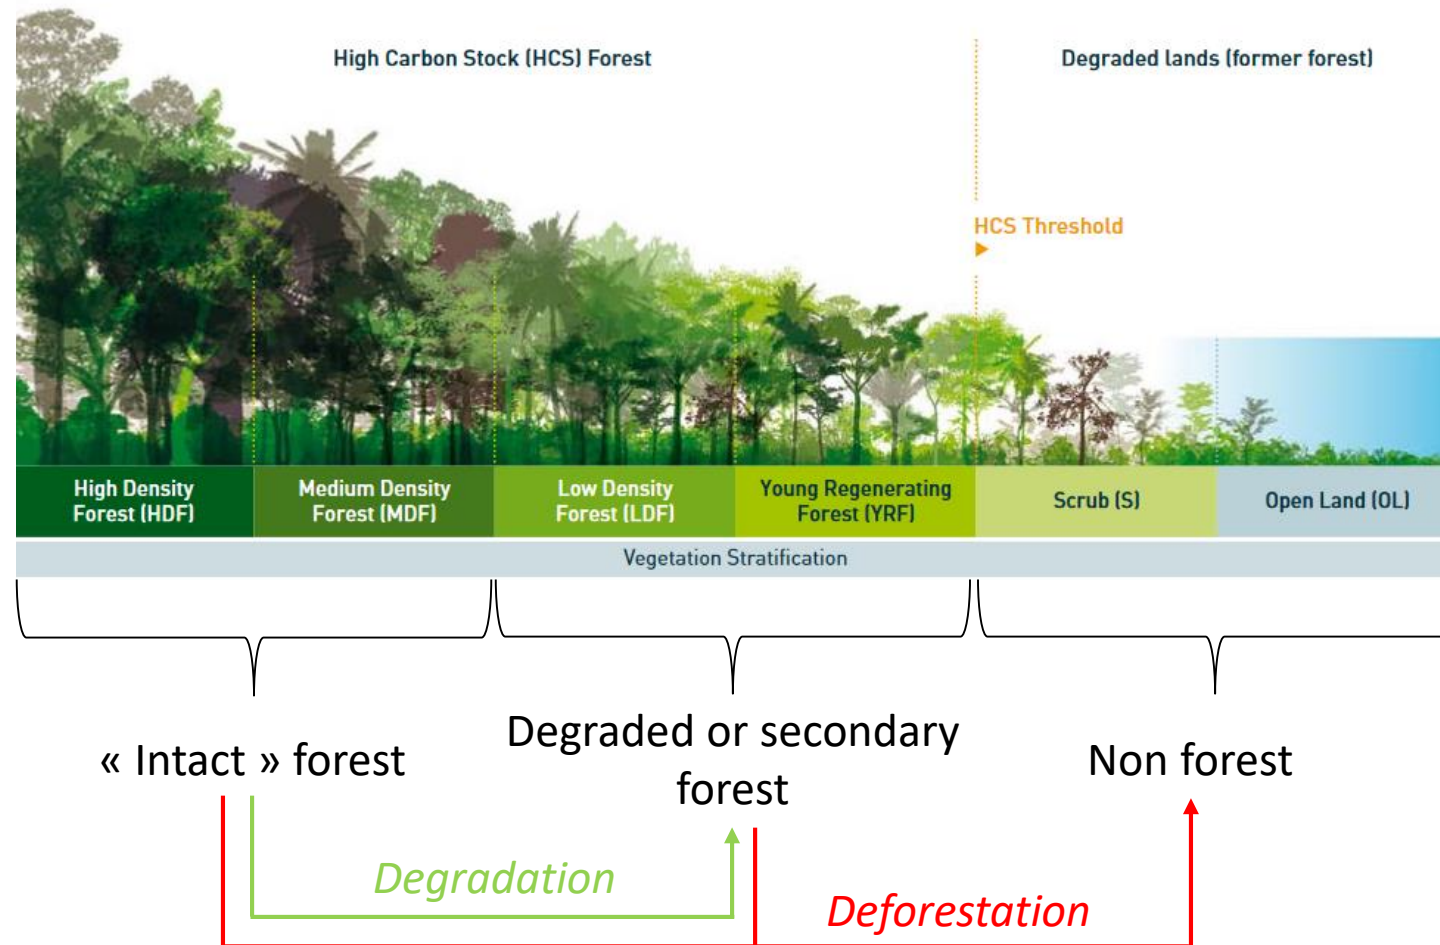 High Carbon Stock (HCS) Forest
Degraded lands (former forest)
HCS Threshold
High Density
Forest (HDF)
Medium Density
Forest (MDF)
Low Density
Forest (LDF)
Young Regenerating
Forest (YRF)
Scrub (S)
Open Land (OL)
Vegetation Stratification
« Intact » forest
Degraded or secondary
forest
Non forest
Degradation
Deforestation